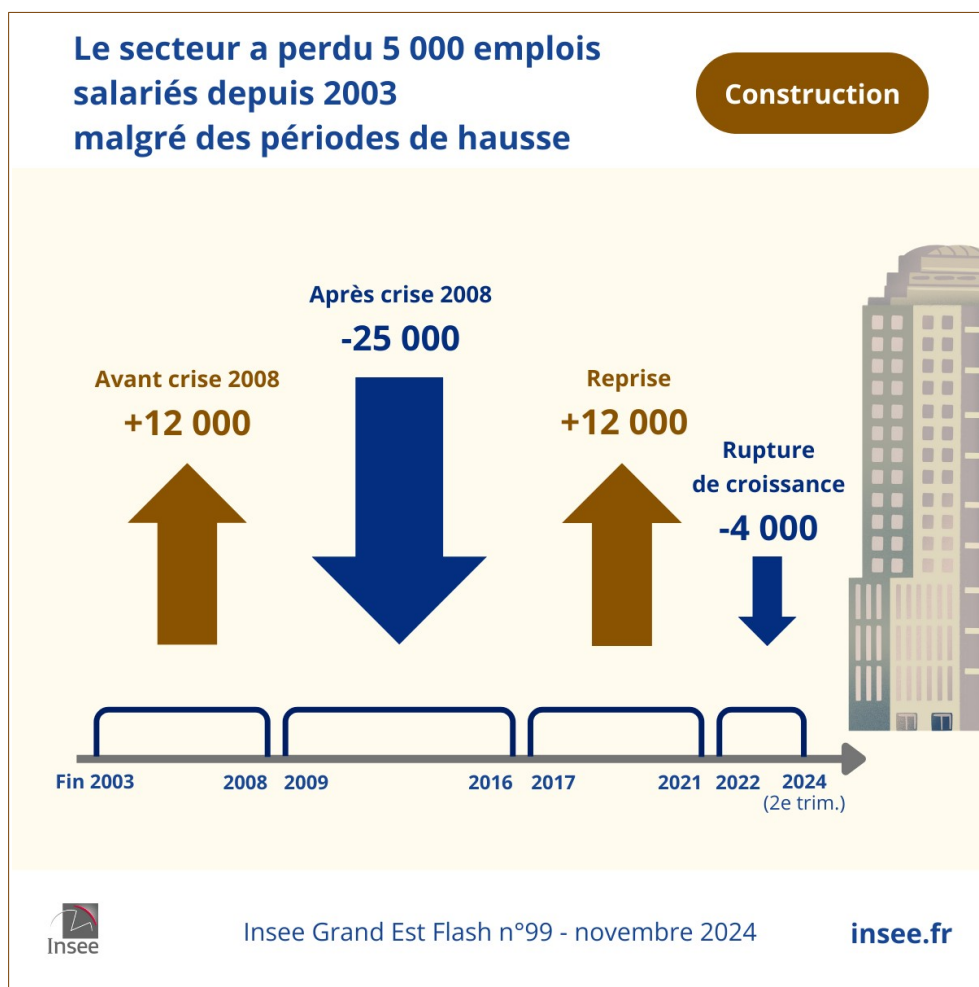 Le secteur a perdu 5 000 emplois
salariés depuis 2003
malgré des périodes de hausse
Construction
Après crise 2008
-25 000
Avant crise 2008
+12 000
Reprise
+12 000
Rupture
de croissance
-4 000
Fin 2003
2008
2009
2016
2017
2021
2022
2024
(2e trim.)
Insee
Insee Grand Est Flash n°99 - novembre 2024
insee.fr